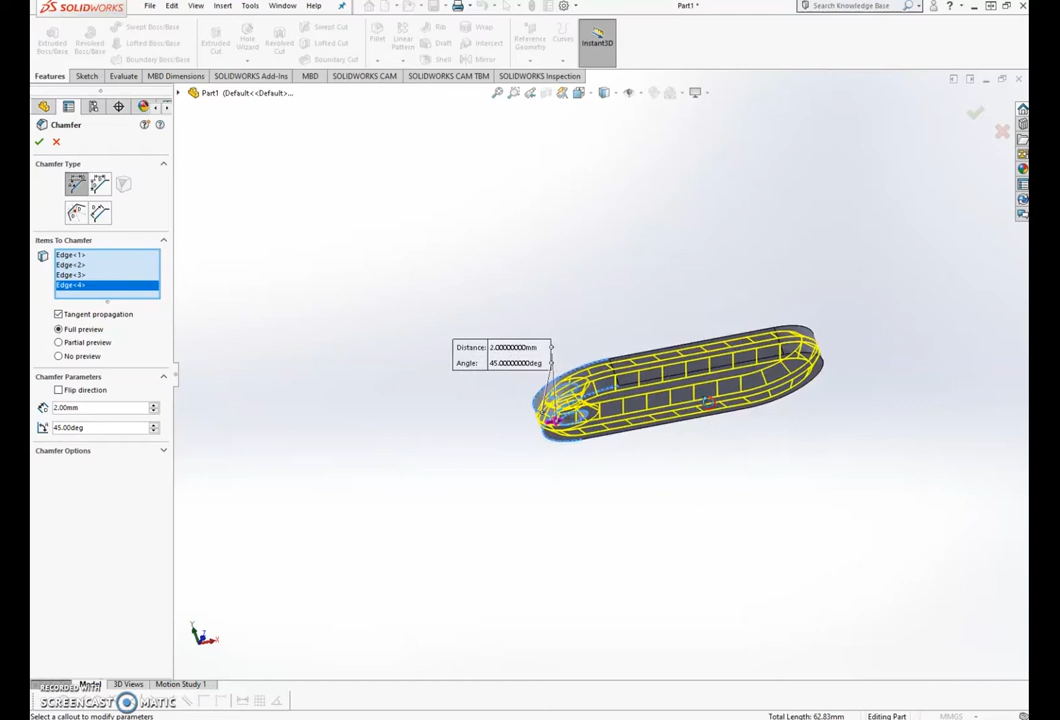 SOLIDWORKS
File Edit View Insert Tools Window Help
Part1 *
Search Knowledge Base
Extruded Boss/Base
Revolved Boss/Base
Swept Boss/Base
Lofted Boss/Base
Boundary Boss/Base
Extruded Cut
Hole Wizard
Revolved Cut
Swept Cut
Lofted Cut
Boundary Cut
Fillet
Linear Pattern
Rib
Draft
Shell
Wrap
Intersect
Mirror
Reference Geometry
Curves
Instant3D
Features Sketch Evaluate MBD Dimensions SOLIDWORKS Add-Ins MBD SOLIDWORKS CAM SOLIDWORKS CAM TBM SOLIDWORKS Inspection
Part1 (Default<<Default>...
Chamfer
Chamfer Type
Items To Chamfer
Edge<1>
Edge<2>
Edge<3>
Edge<4>
Tangent propagation
Full preview
Partial preview
No preview
Chamfer Parameters
Flip direction
2.00mm
45.00deg
Chamfer Options
Distance: 2.00000000mm
Angle: 45.00000000deg
Y
Z
X
Model 3D Views Motion Study 1
RECORDED WITH
SCREENCAST MATIC
Select a callout to modify parameters
Total Length: 62.83mm
Editing Part
MMGS